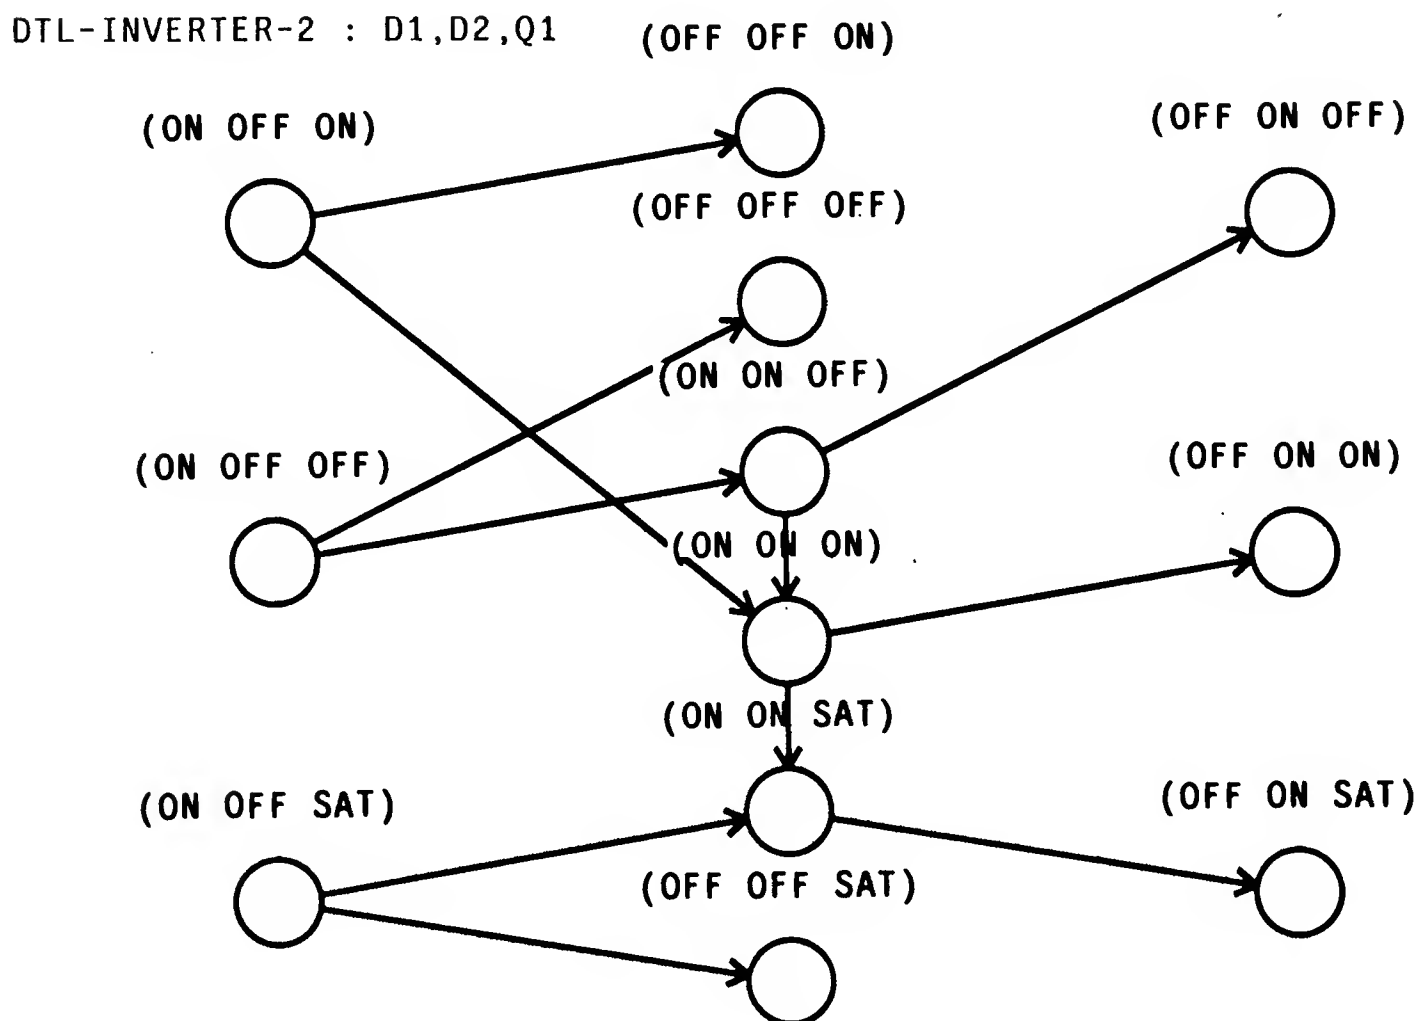 DTL-INVERTER-2 : D1,D2,Q1
(OFF OFF ON)
(ON OFF ON)
(OFF ON OFF)
(OFF OFF OFF)
(ON ON OFF)
(ON OFF OFF)
(OFF ON ON)
(ON ON ON)
(ON ON SAT)
(ON OFF SAT)
(OFF ON SAT)
(OFF OFF SAT)